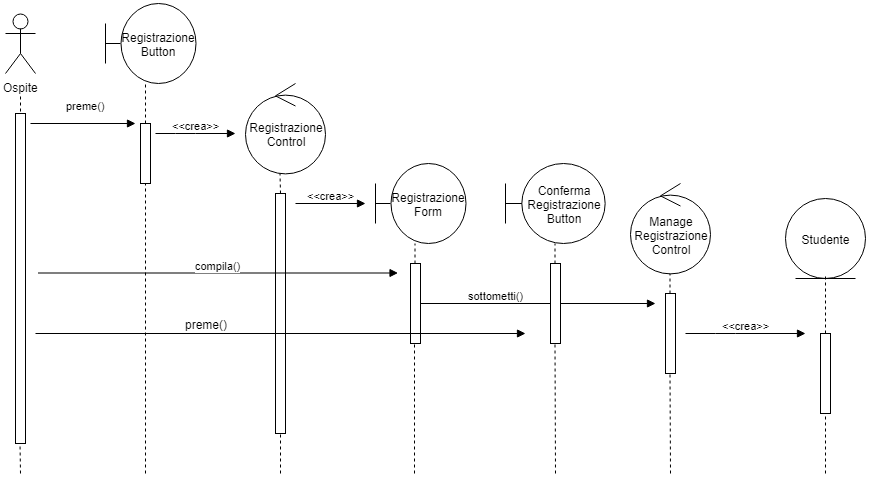 Registrazione
Button
Ospite
preme()
<<crea>>
Registrazione
Control
<<crea>>
Registrazione
Form
Conferma
Registrazione
Button
Manage
Registrazione
Control
Studente
compila()
sottometti()
preme()
<<crea>>